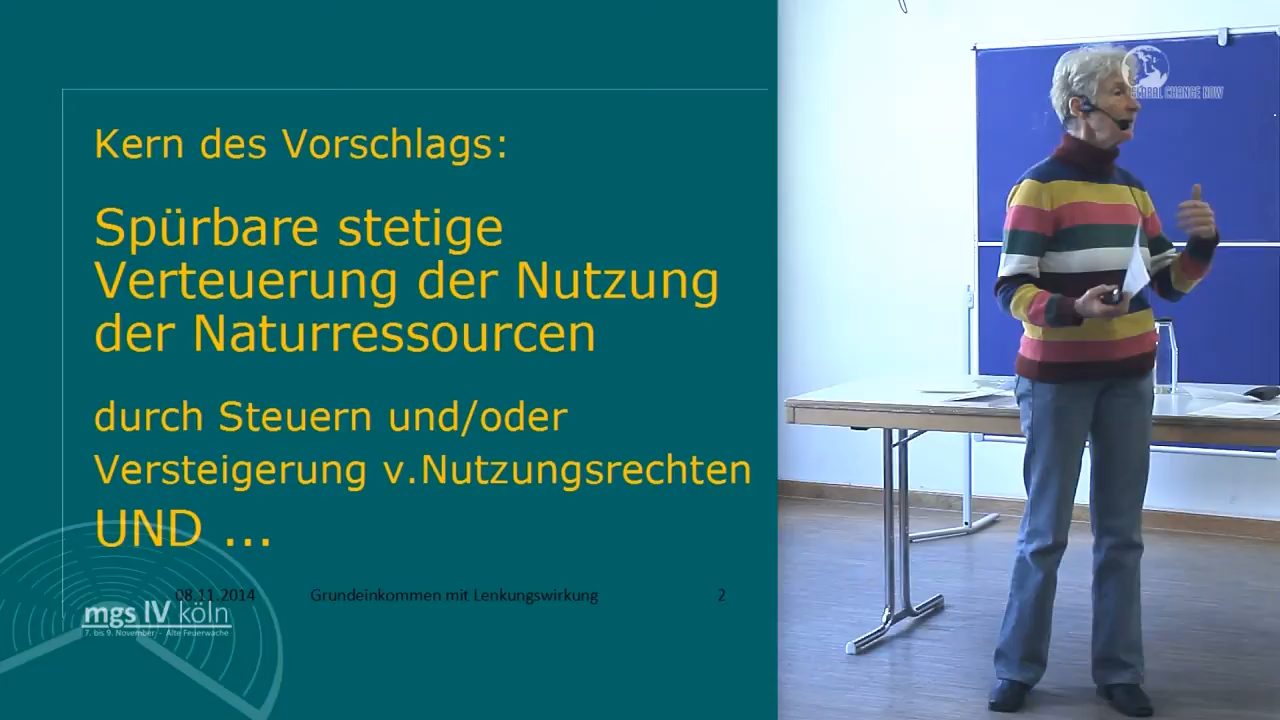 Kern des Vorschlags:
Spürbare stetige
Verteuerung der Nutzung
der Naturressourcen
durch Steuern und/oder
Versteigerung v.Nutzungsrechten
UND ...
08.11.2014 Grundeinkommen mit Lenkungswirkung 2
mgs IV köln
7. bis 9. November - Alte Feuerwache
GLOBAL CHANGE NOW